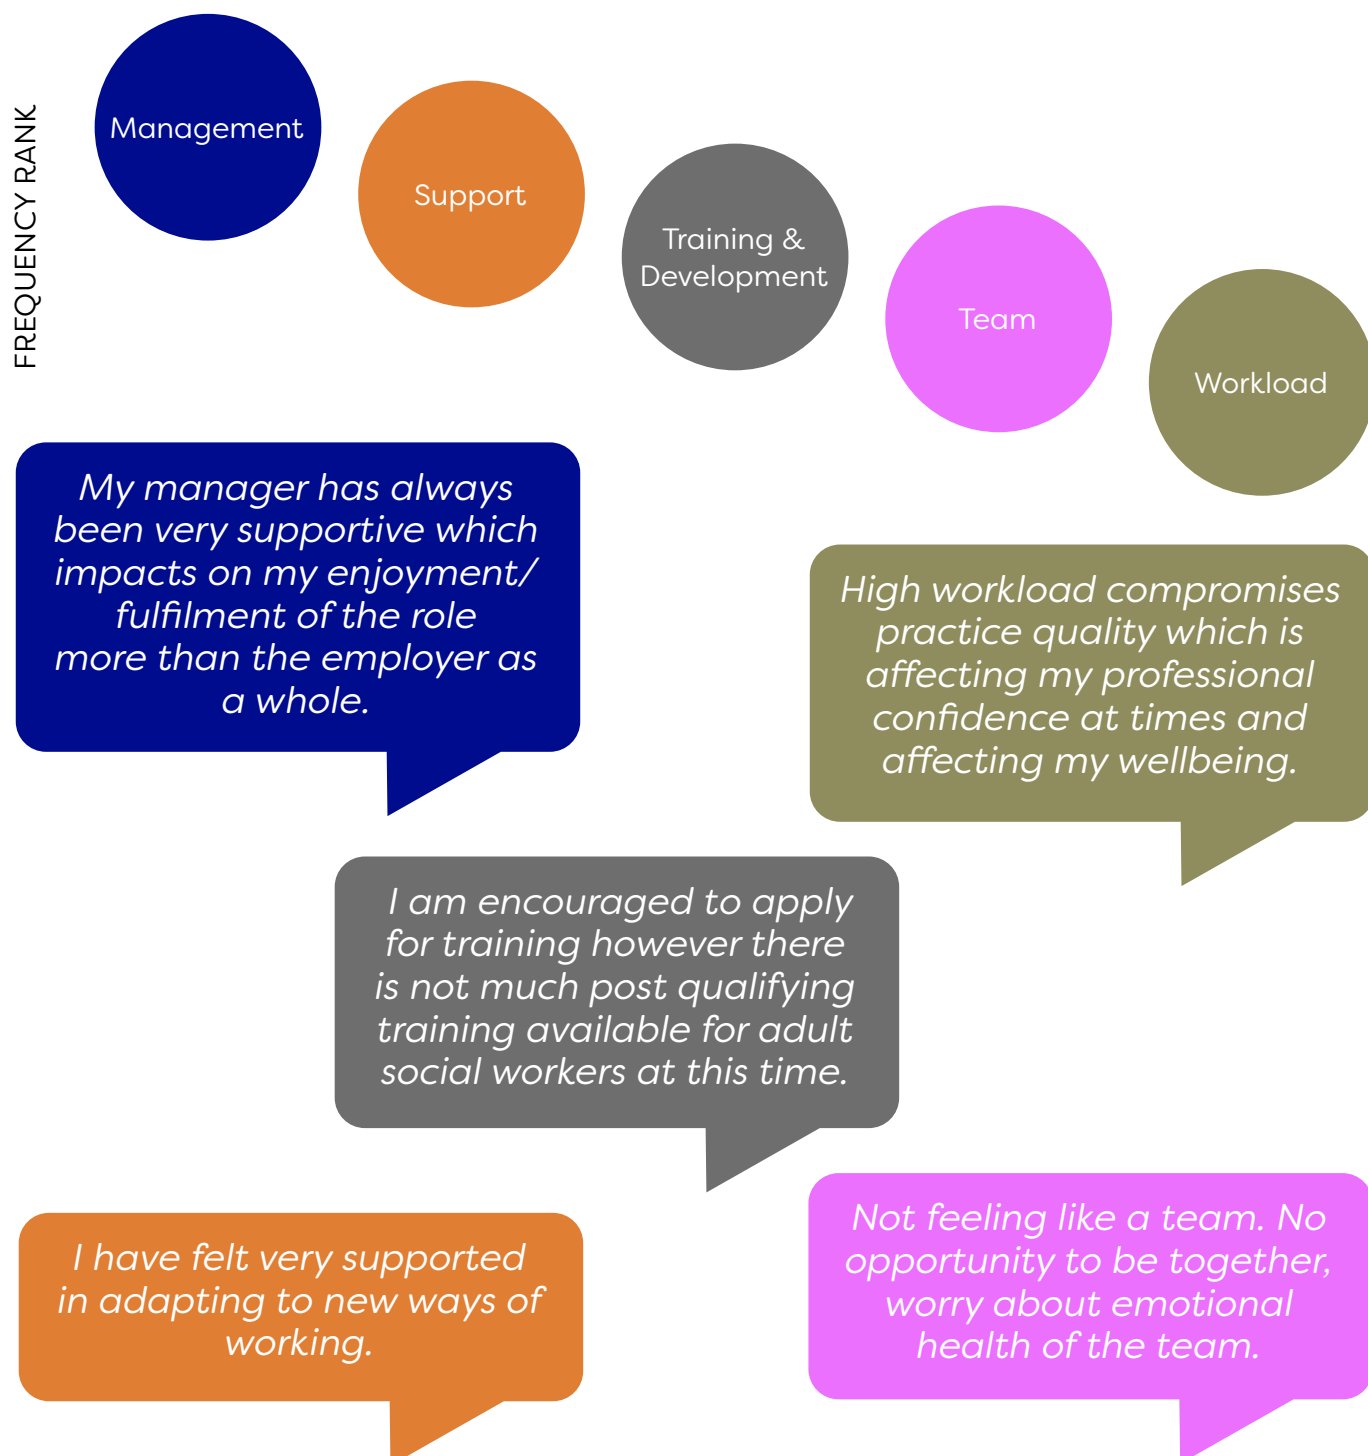 FREQUENCY RANK
Management
Support
Training &
Development
Team
Workload
My manager has always
been very supportive which
impacts on my enjoyment/
fulfilment of the role
more than the employer as
a whole.
High workload compromises
practice quality which is
affecting my professional
confidence at times and
affecting my wellbeing.
I am encouraged to apply
for training however there
is not much post qualifying
training available for adult
social workers at this time.
I have felt very supported
in adapting to new ways of
working.
Not feeling like a team. No
opportunity to be together,
worry about emotional
health of the team.